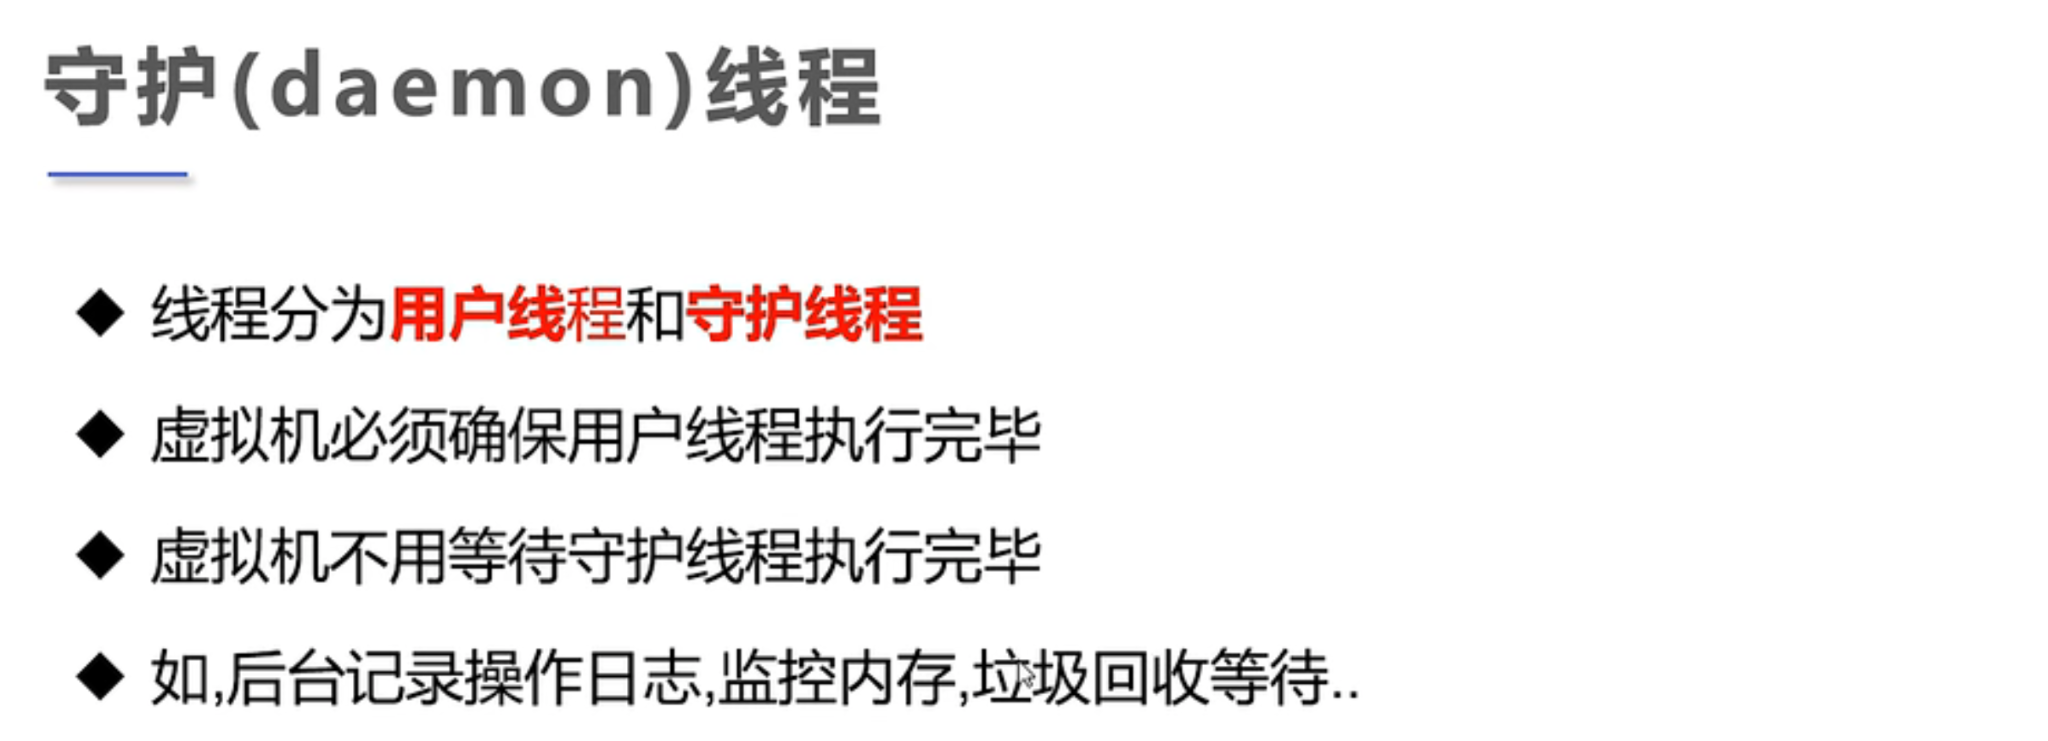 守护(daemon)线程
线程分为用户线程和守护线程
虚拟机必须确保用户线程执行完毕
虚拟机不用等待守护线程执行完毕
如,后台记录操作日志,监控内存,垃圾回收等待..